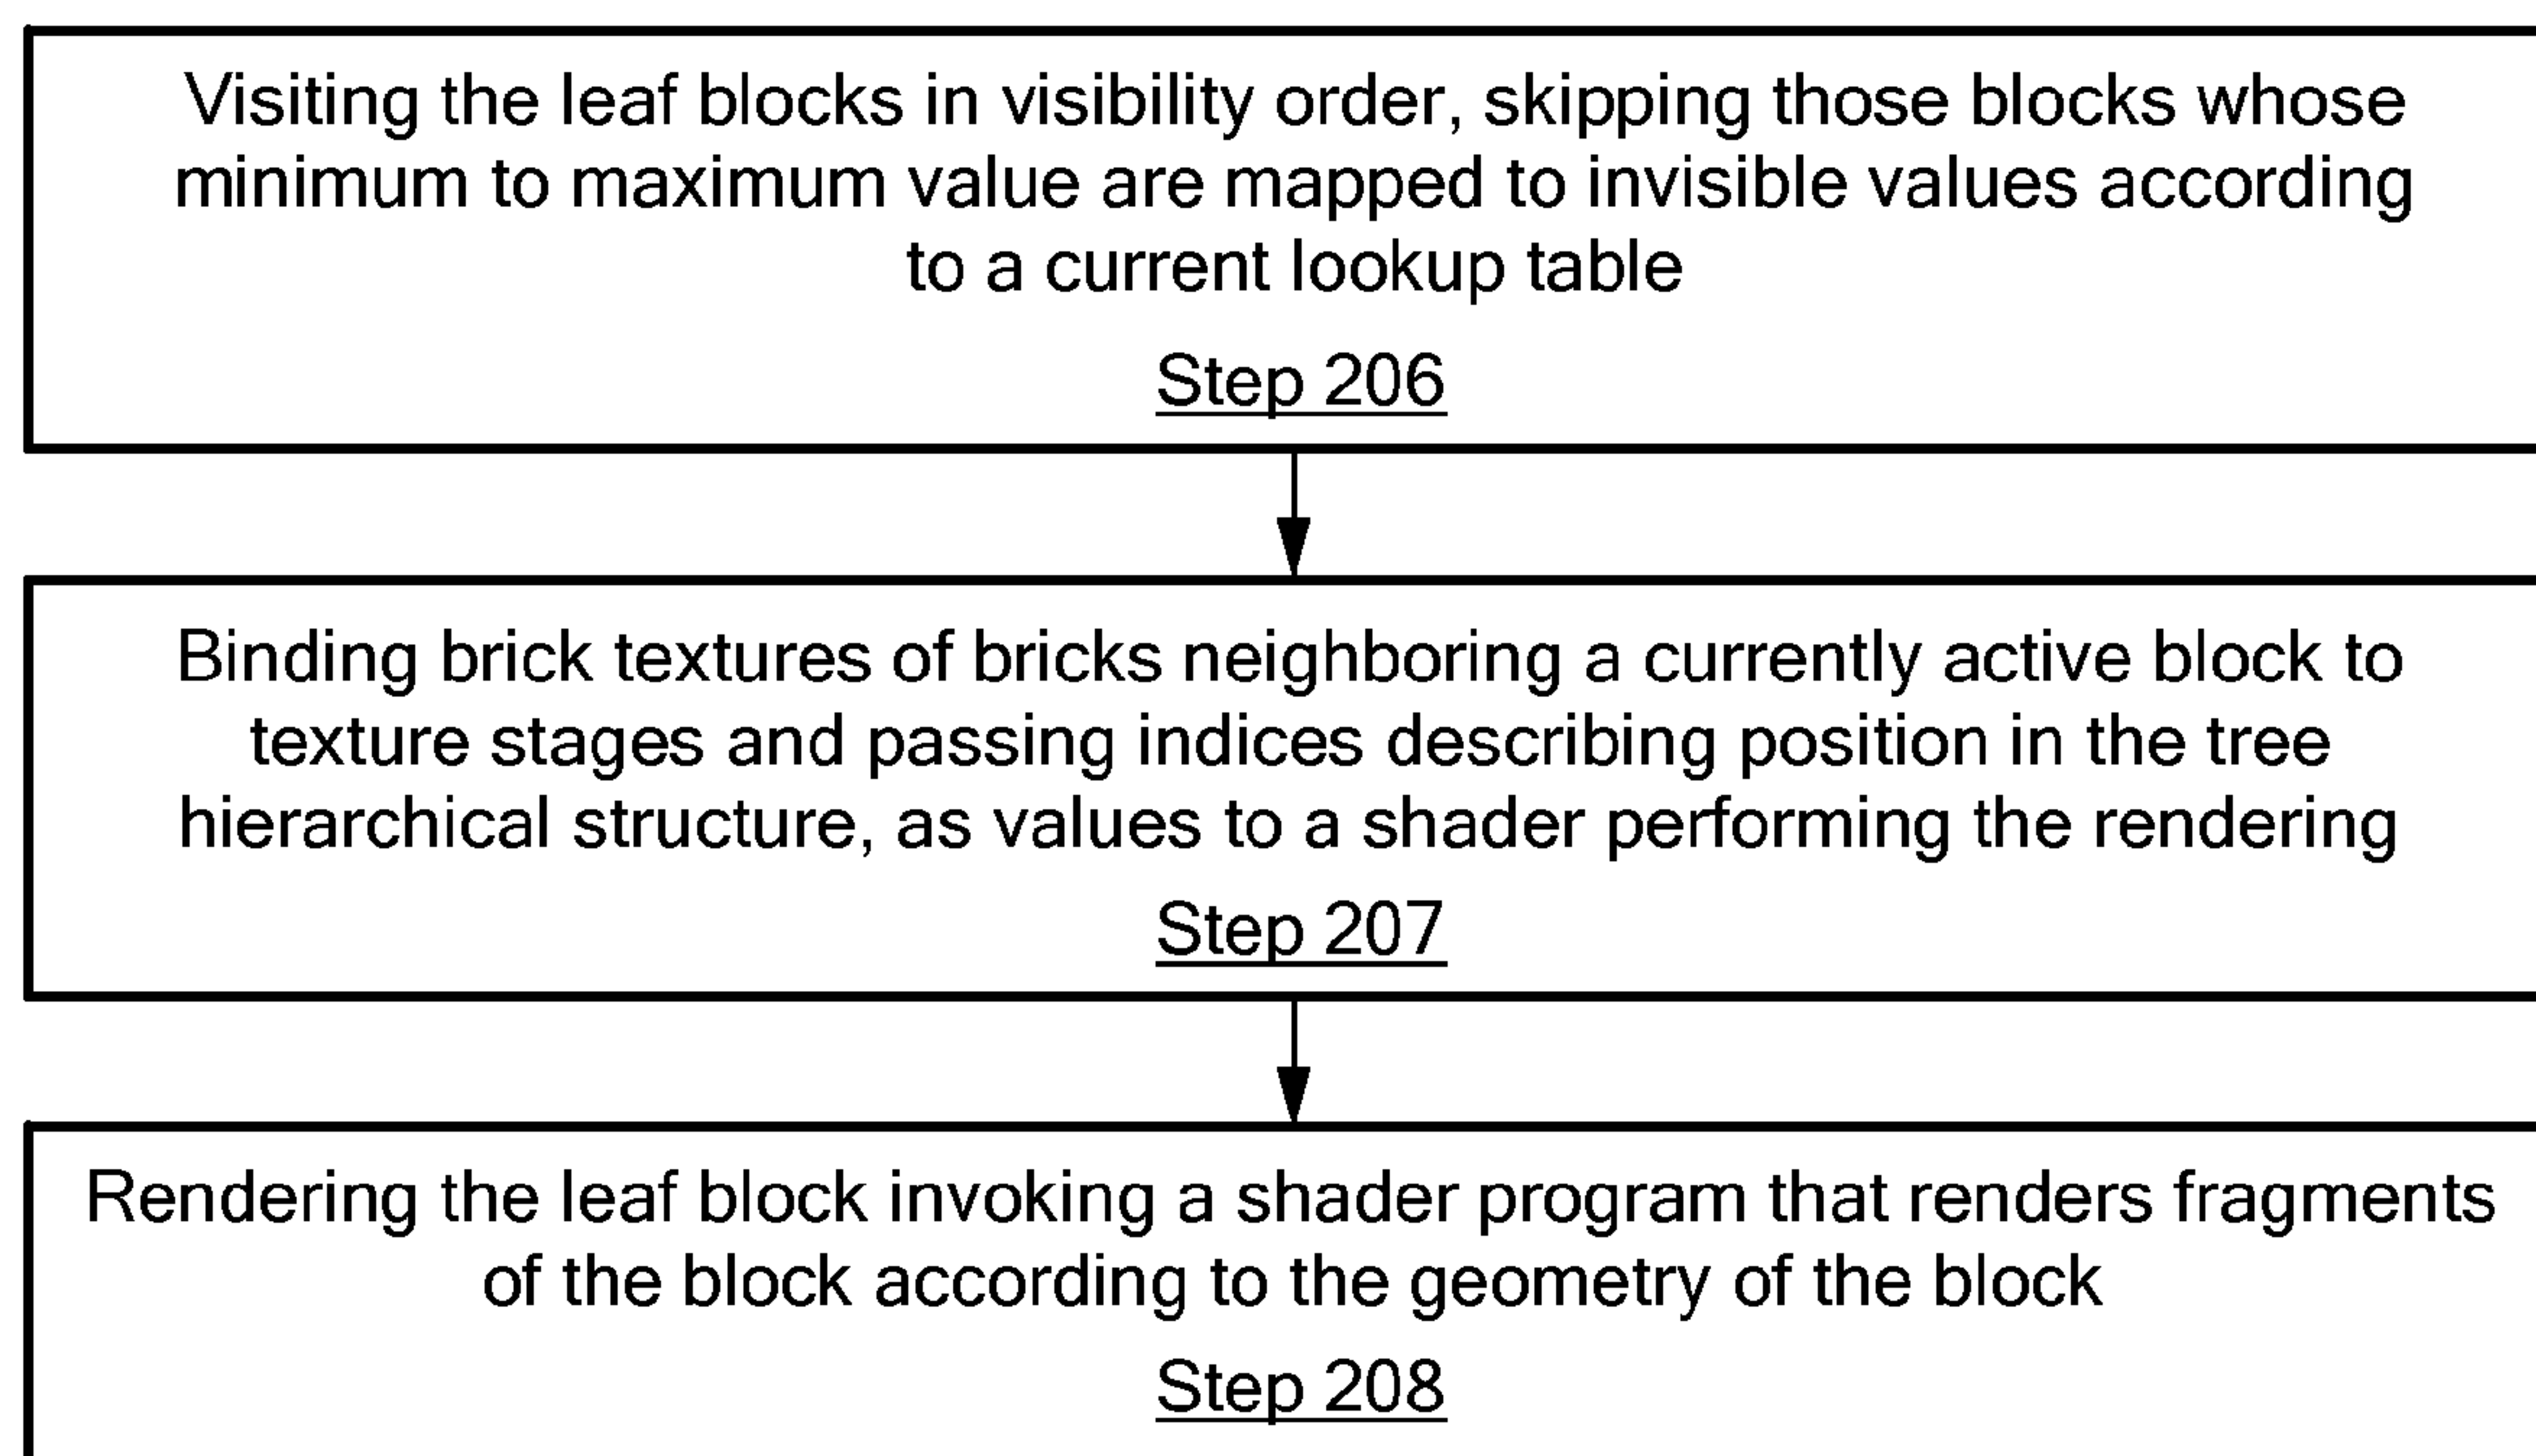 Visiting the leaf blocks in visibility order, skipping those blocks whose
minimum to maximum value are mapped to invisible values according
to a current lookup table
Step 206
Binding brick textures of bricks neighboring a currently active block to
texture stages and passing indices describing position in the tree
hierarchical structure, as values to a shader performing the rendering
Step 207
Rendering the leaf block invoking a shader program that renders fragments
of the block according to the geometry of the block
Step 208